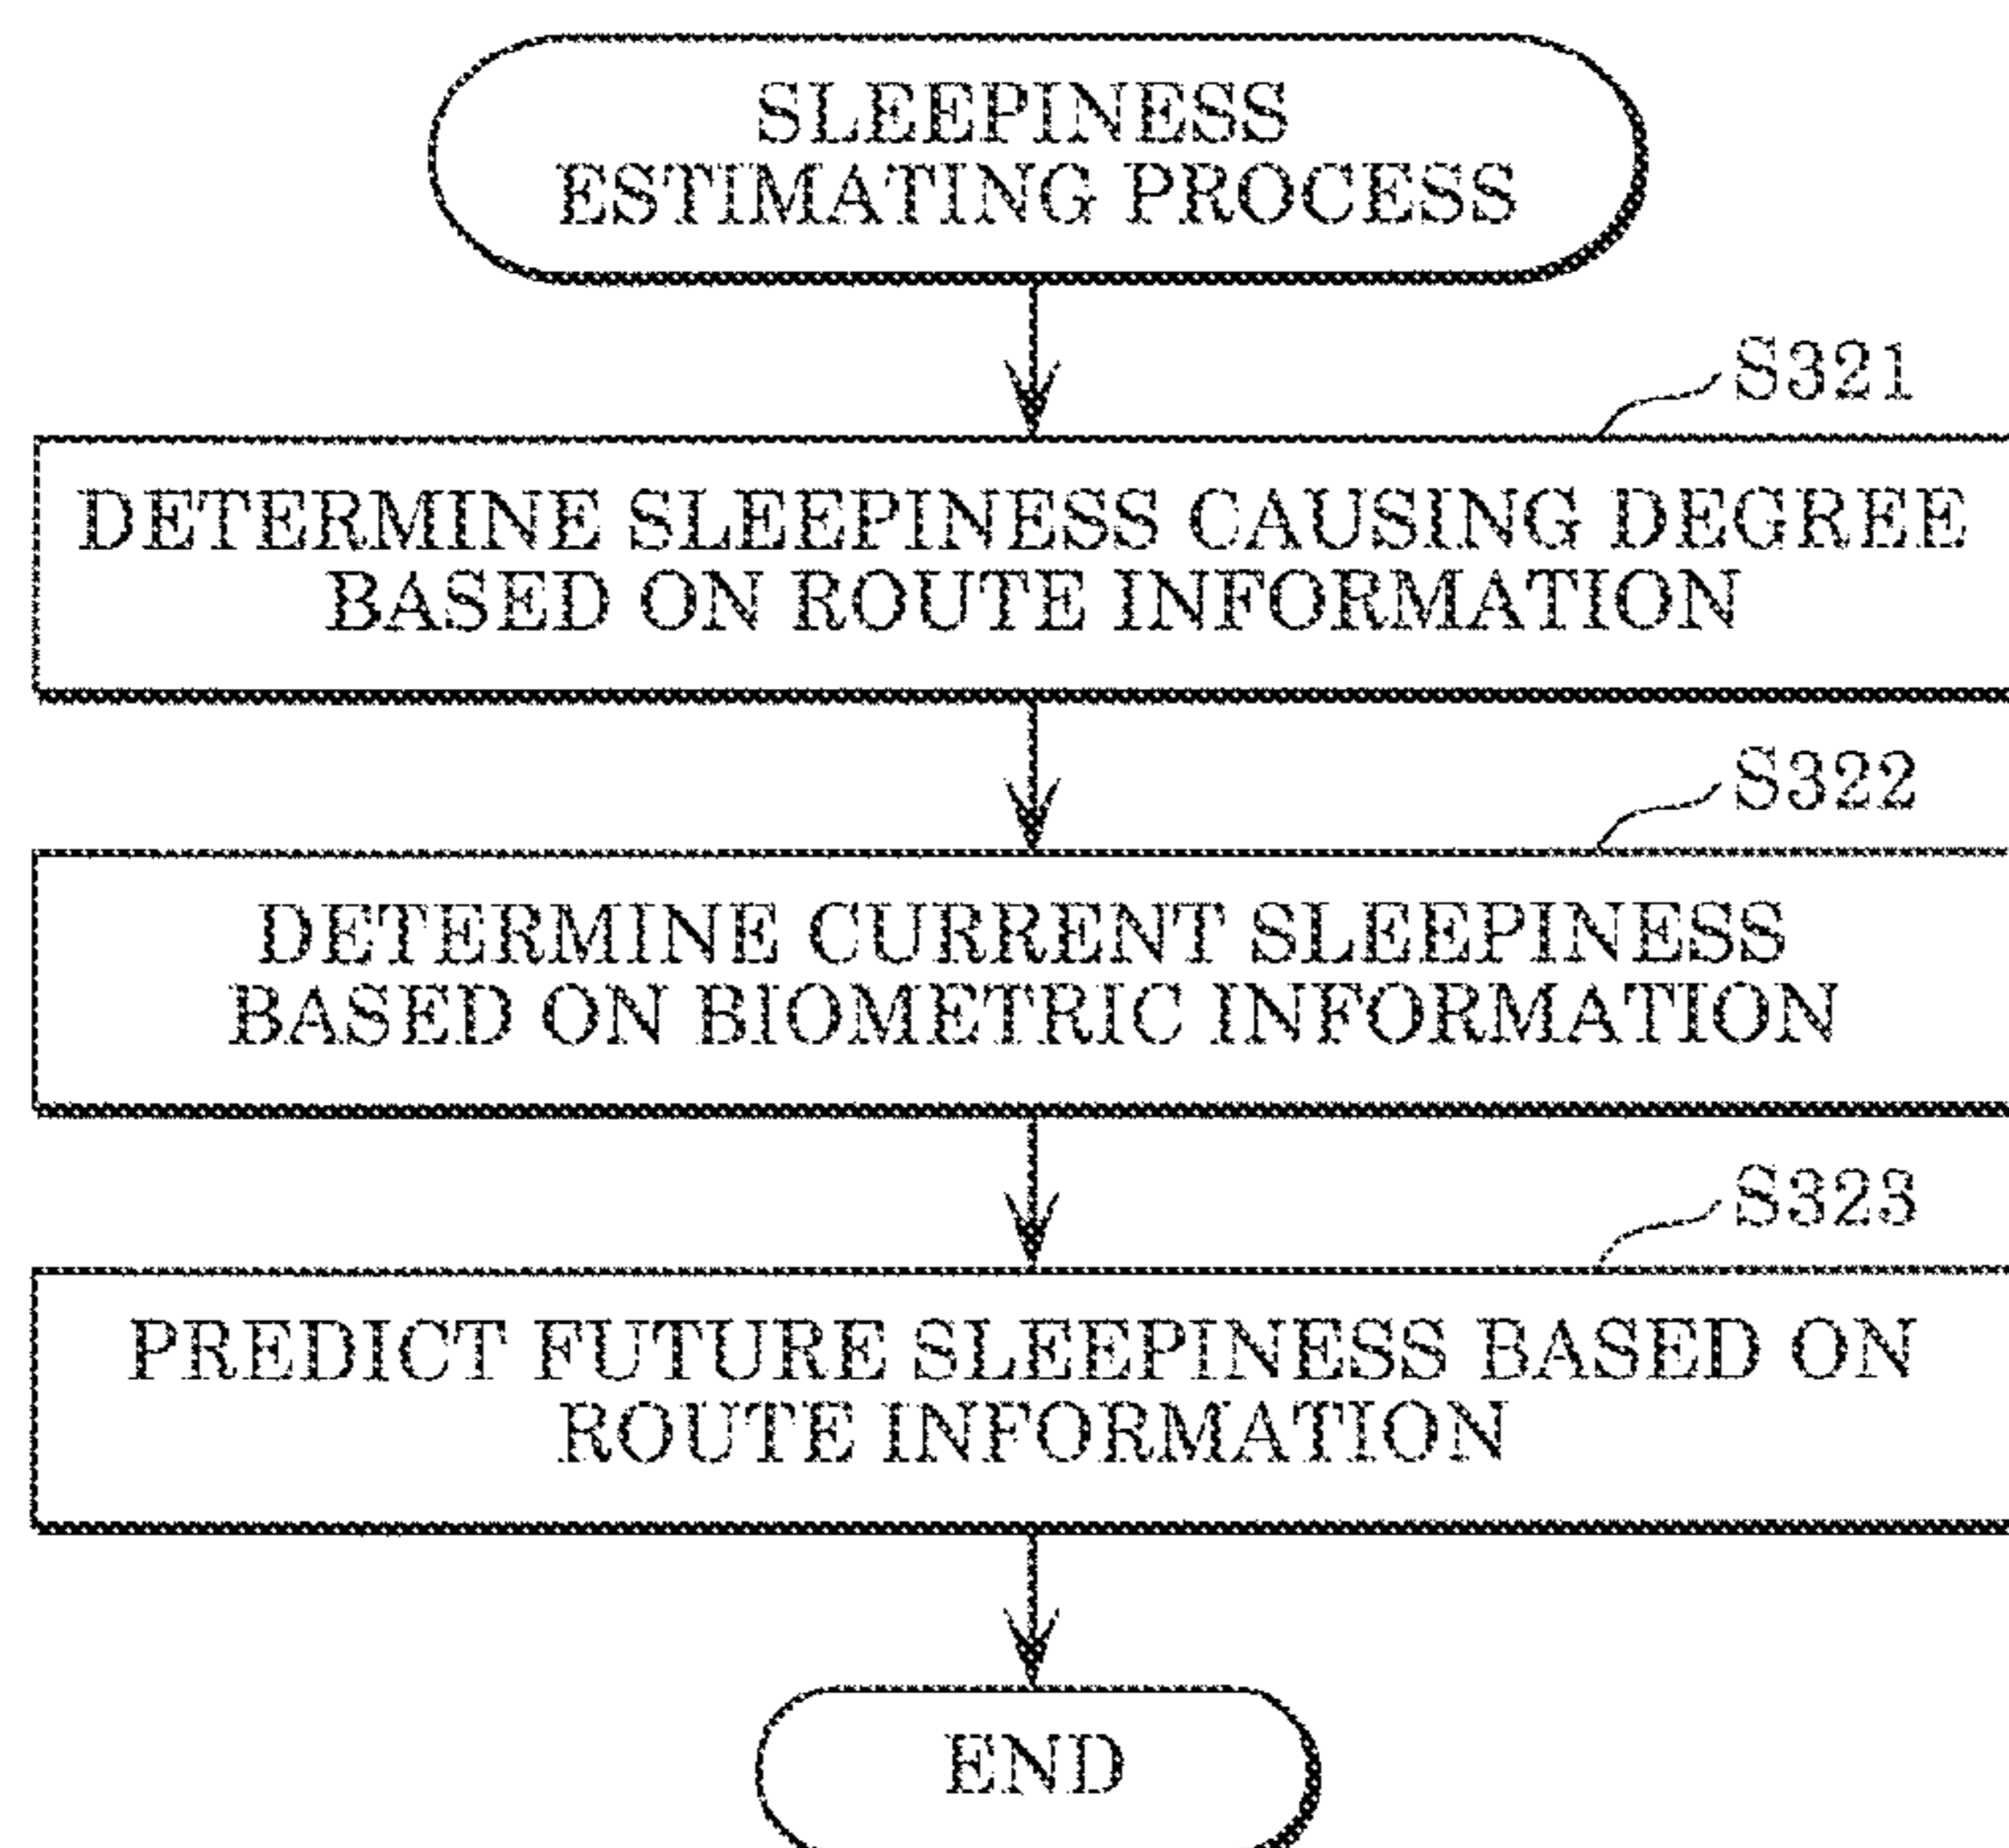 SLEEPINESS
ESTIMATING PROCESS
S321
DETERMINE SLEEPINESS CAUSING DEGREE
BASED ON ROUTE INFORMATION
S322
DETERMINE CURRENT SLEEPINESS
BASED ON BIOMETRIC INFORMATION
S323
PREDICT FUTURE SLEEPINESS BASED ON
ROUTE INFORMATION
END